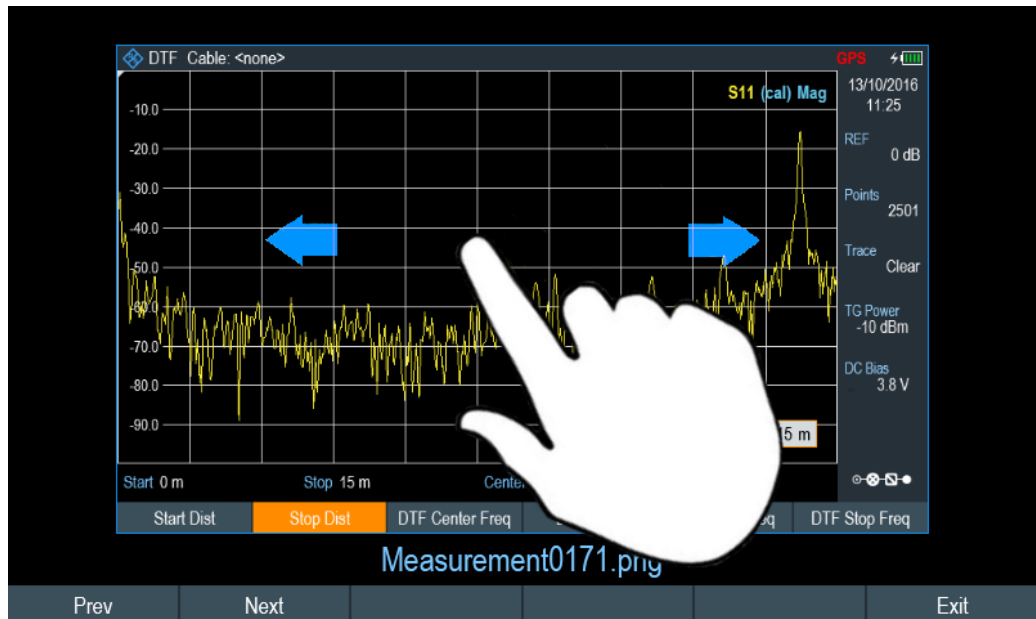 DTF Cable: <none>
GPS
S11 (cal) Mag
13/10/2016
11:25
REF
0 dB
Points
2501
Trace
Clear
TG Power
-10 dBm
DC Bias
3.8 V
-10.0
-20.0
-30.0
-40.0
-50.0
-60.0
-70.0
-80.0
-90.0
5 m
Start 0 m Stop 15 m Center
Start Dist Stop Dist DTF Center Freq DTF Stop Freq
Measurement0171.png
Prev Next Exit